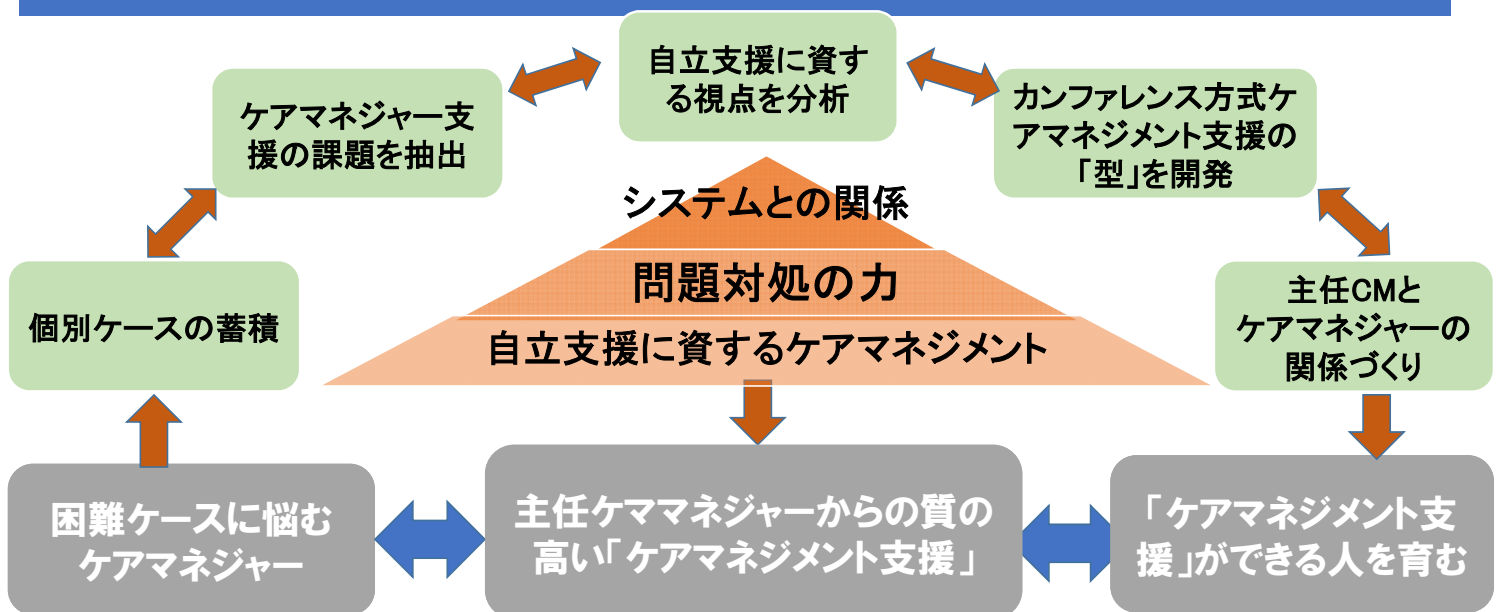 自立支援に資す
る視点を分析
ケアマネジャー支
援の課題を抽出
カンファレンス方式ケ
アマネジメント支援の
「型」を開発
システムとの関係
問題対処の力
自立支援に資するケアマネジメント
個別ケースの蓄積
主任CMと
ケアマネジャーの
関係づくり
困難ケースに悩む
ケアマネジャー
主任ケママネジャーからの質の
高い「ケアマネジメント支援」
「ケアマネジメント支
援」ができる人を育む